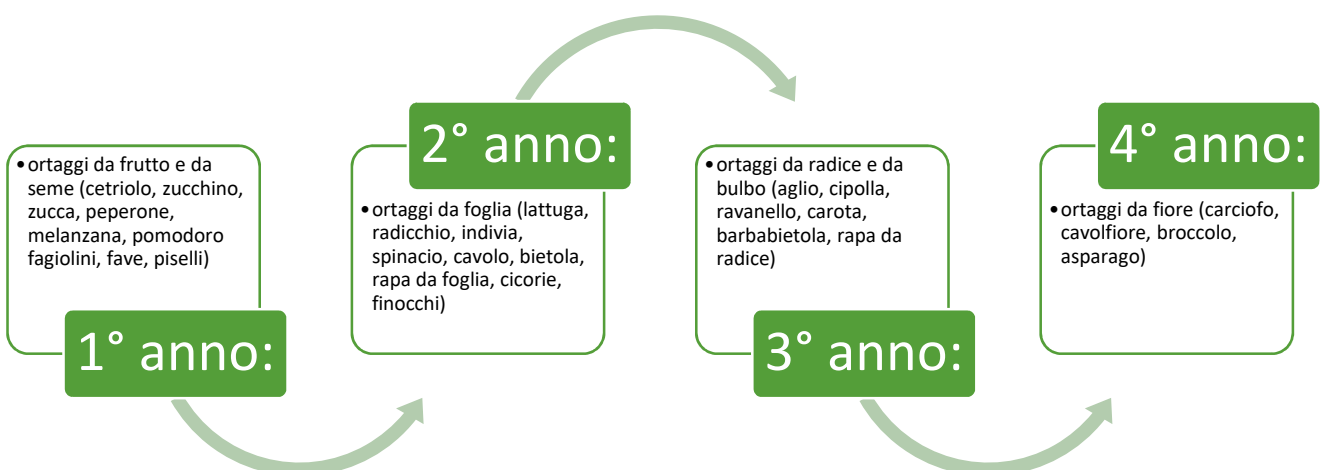 1° anno:
•ortaggi da frutto e da
seme (cetriolo, zucchino,
zucca, peperone,
melanzana, pomodoro
fagiolini, fave, piselli)
2° anno:
•ortaggi da foglia (lattuga,
radicchio, indivia,
spinacio, cavolo, bietola,
rapa da foglia, cicorie,
finocchi)
3° anno:
•ortaggi da radice e da
bulbo (aglio, cipolla,
ravanello, carota,
barbabietola, rapa da
radice)
4° anno:
•ortaggi da fiore (carciofo,
cavolfiore, broccolo,
asparago)